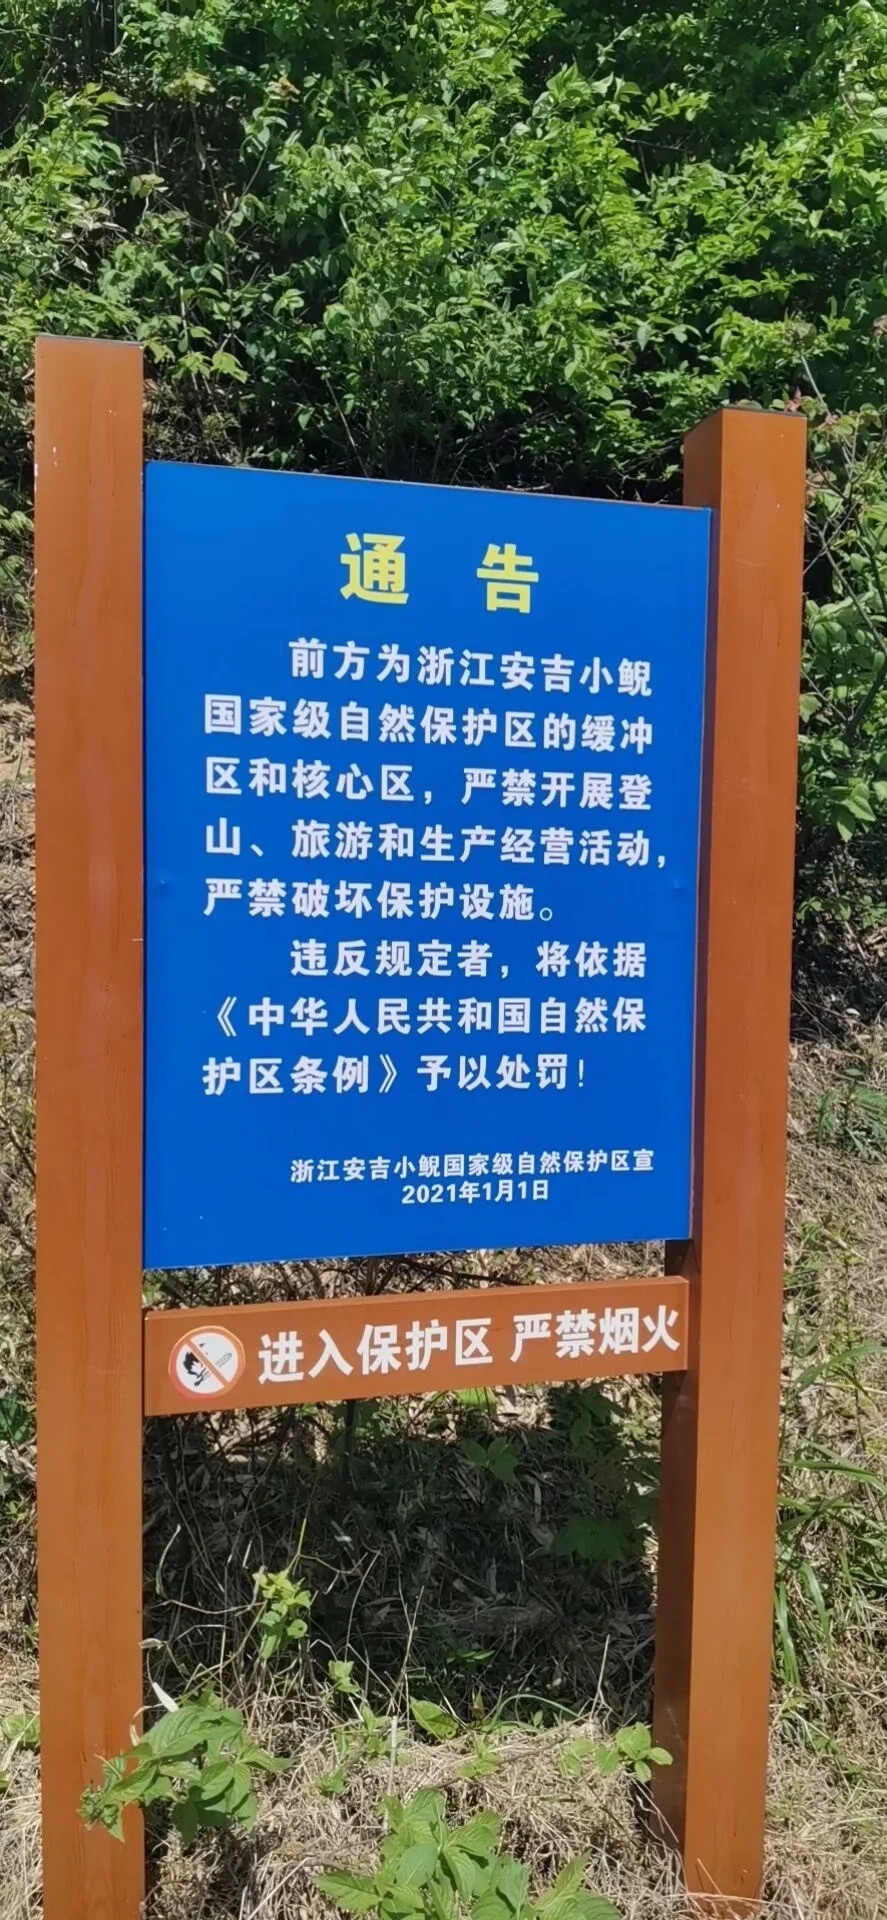 通 告
前方为浙江安吉小鲵
国家级自然保护区的缓冲
区和核心区，严禁开展登
山、旅游和生产经营活动，
严禁破坏保护设施。
违反规定者，将依据
《中华人民共和国自然保
护区条例》予以处罚！
浙江安吉小鲵国家级自然保护区宣
2021年1月1日
进入保护区 严禁烟火